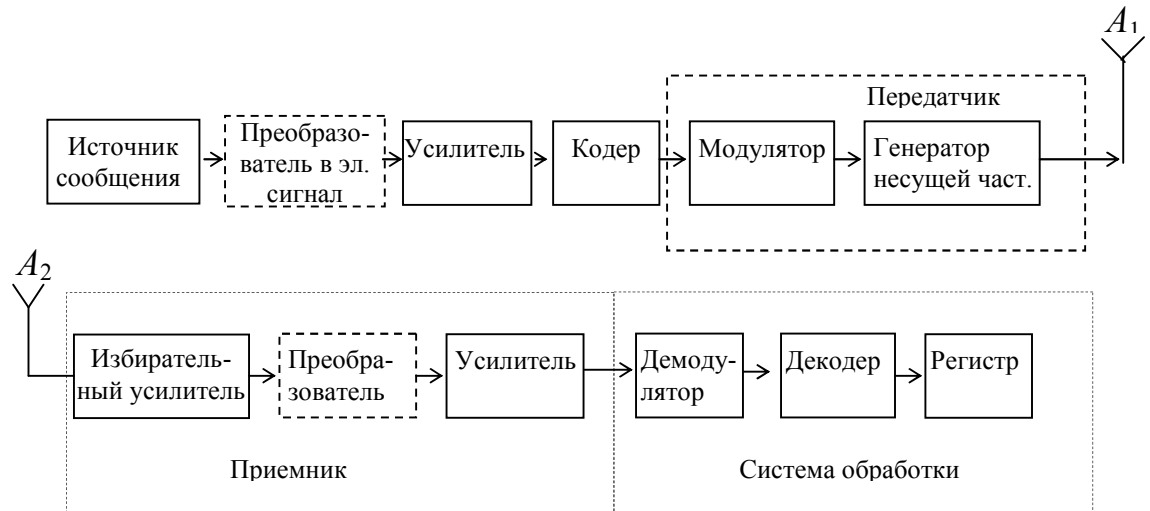 A₁
Передатчик
Источник
сообщения
Преобразо-
ватель в эл.
сигнал
Усилитель
Кодер
Модулятор
Генератор
несущей част.
A₂
Избиратель-
ный усилитель
Преобра-
зователь
Усилитель
Демоду-
лятор
Декодер
Регистр
Приемник
Система обработки